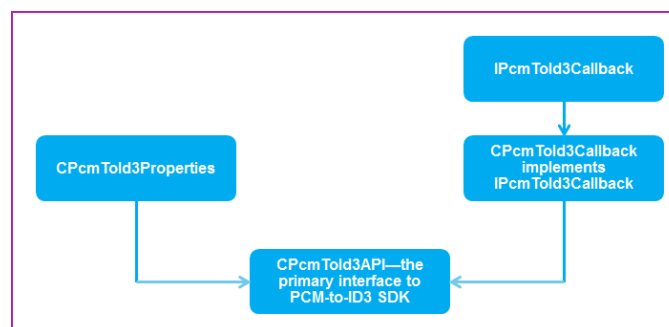 IPcmToId3Callback
CPcmToId3Properties
CPcmToId3Callback
implements
IPcmToId3Callback
CPcmToId3API—the
primary interface to
PCM-to-ID3 SDK